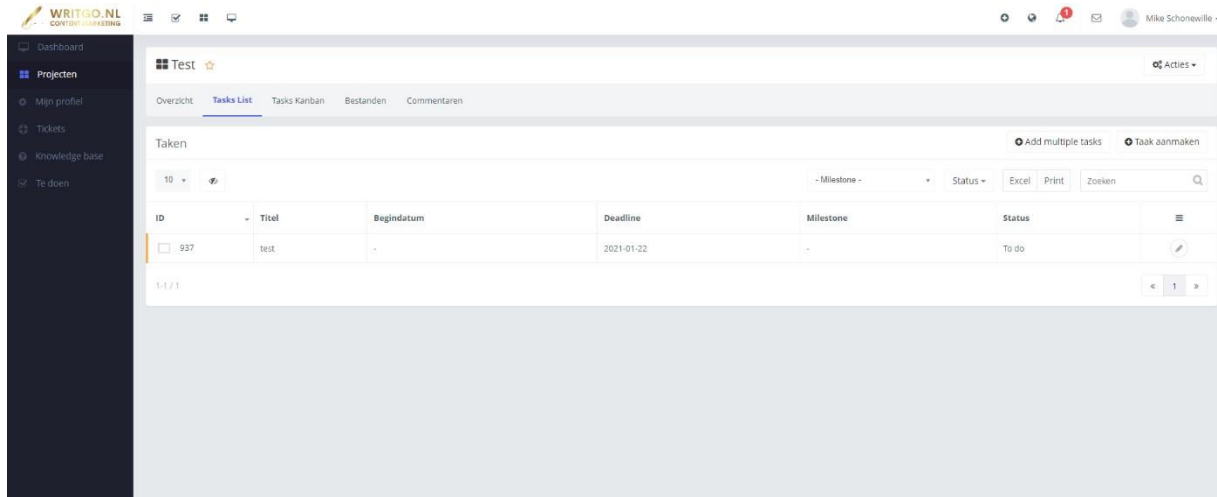 WRITGO.NL
CONTENT MARKETING
1
Mike Schonewille
Dashboard
Projecten
Mijn profiel
Tickets
Knowledge base
Te doen
Test
Acties
Overzicht Tasks List Tasks Kanban Bestanden Commentaren
Taken
Add multiple tasks Taak aanmaken
10 - Milestone - Status Excel Print Zoeken
ID Titel Begindatum Deadline Milestone Status
937 test - 2021-01-22 - To do
1-1 / 1
« 1 »